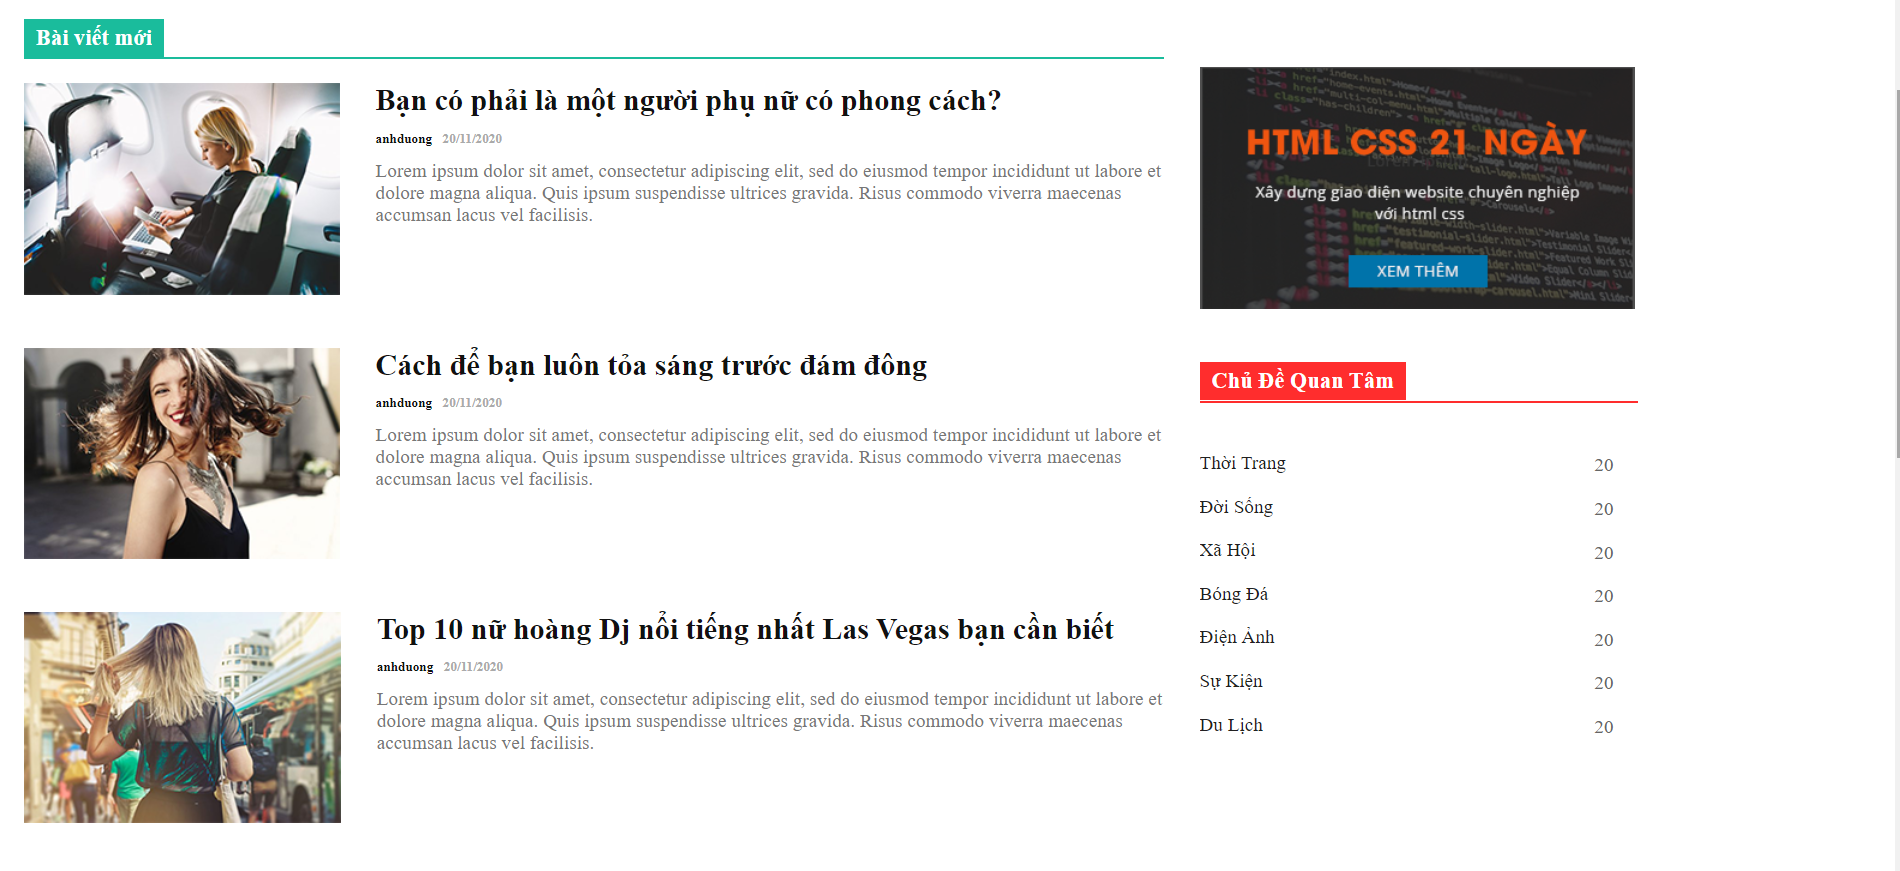 Bài viết mới
Bạn có phải là một người phụ nữ có phong cách?
anhduong 20/11/2020
Lorem ipsum dolor sit amet, consectetur adipiscing elit, sed do eiusmod tempor incididunt ut labore et
dolore magna aliqua. Quis ipsum suspendisse ultrices gravida. Risus commodo viverra maecenas
accumsan lacus vel facilisis.
Cách để bạn luôn tỏa sáng trước đám đông
anhduong 20/11/2020
Lorem ipsum dolor sit amet, consectetur adipiscing elit, sed do eiusmod tempor incididunt ut labore et
dolore magna aliqua. Quis ipsum suspendisse ultrices gravida. Risus commodo viverra maecenas
accumsan lacus vel facilisis.
Top 10 nữ hoàng Dj nổi tiếng nhất Las Vegas bạn cần biết
anhduong 20/11/2020
Lorem ipsum dolor sit amet, consectetur adipiscing elit, sed do eiusmod tempor incididunt ut labore et
dolore magna aliqua. Quis ipsum suspendisse ultrices gravida. Risus commodo viverra maecenas
accumsan lacus vel facilisis.
HTML CSS 21 NGÀY
Xây dựng giao diện website chuyên nghiệp
với html css
XEM THÊM
Chủ Đề Quan Tâm
Thời Trang 20
Đời Sống 20
Xã Hội 20
Bóng Đá 20
Điện Ảnh 20
Sự Kiện 20
Du Lịch 20